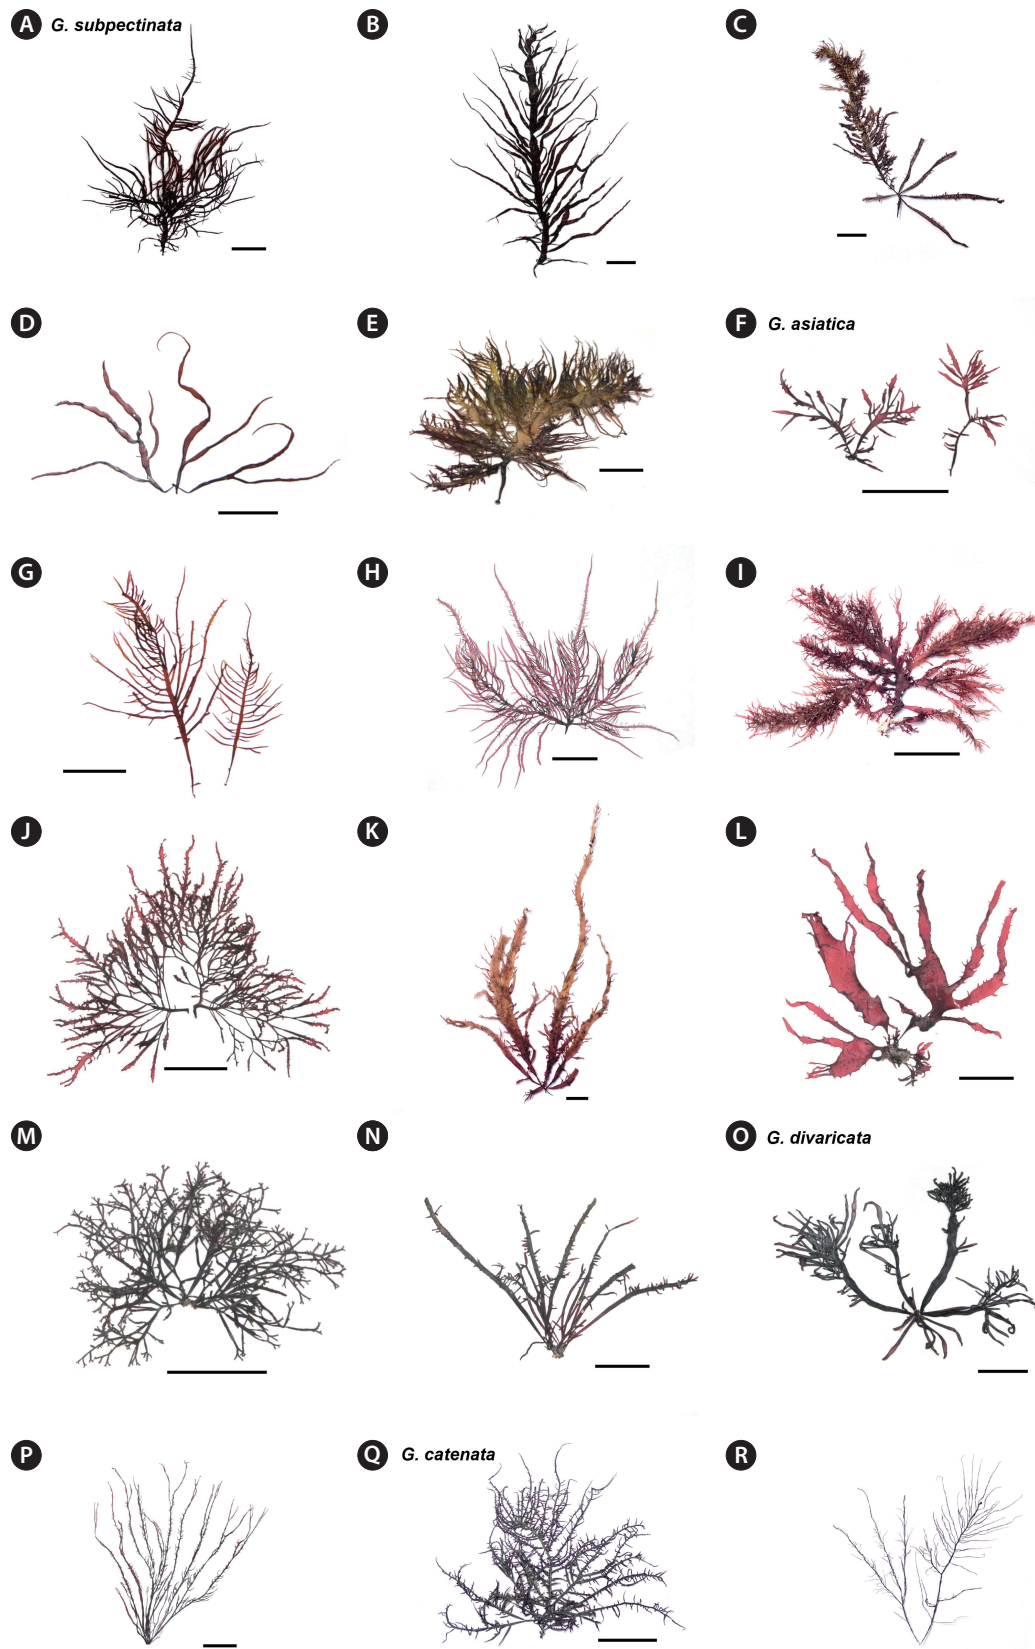 A G. subpectinata B C
D E F G. asiatica
G H I
J K L
M N O G. divaricata
P Q G. catenata R